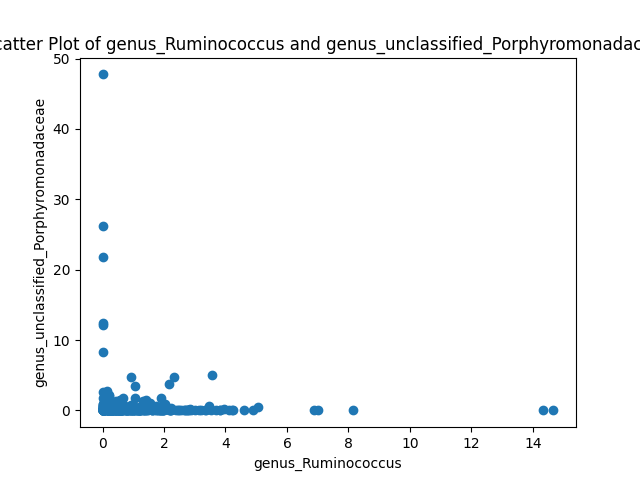 catter Plot of genus_Ruminococcus and genus_unclassified_Porphyromonadac
50
40
30
20
10
0
genus_unclassified_Porphyromonadaceae
0 2 4 6 8 10 12 14
genus_Ruminococcus